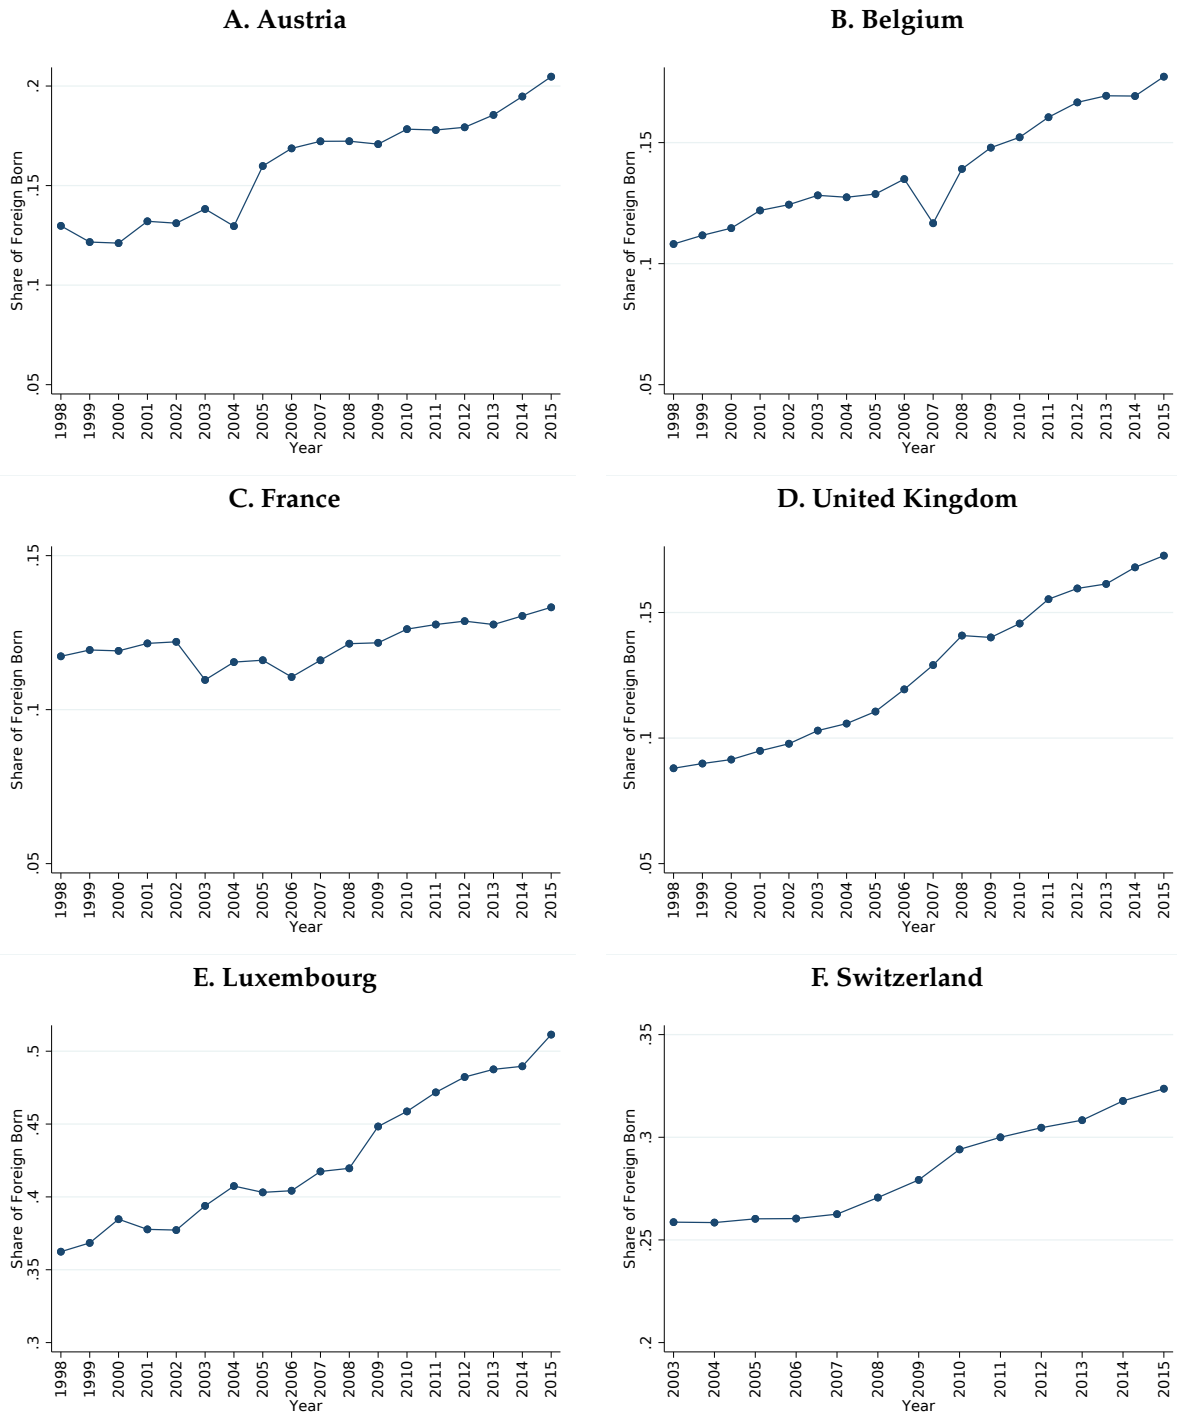 A. Austria
Share of Foreign Born
.2
.15
.1
.05
1998 1999 2000 2001 2002 2003 2004 2005 2006 2007 2008 2009 2010 2011 2012 2013 2014 2015
Year
B. Belgium
Share of Foreign Born
.15
.1
.05
1998 1999 2000 2001 2002 2003 2004 2005 2006 2007 2008 2009 2010 2011 2012 2013 2014 2015
Year
C. France
Share of Foreign Born
.15
.1
.05
1998 1999 2000 2001 2002 2003 2004 2005 2006 2007 2008 2009 2010 2011 2012 2013 2014 2015
Year
D. United Kingdom
Share of Foreign Born
.15
.1
.05
1998 1999 2000 2001 2002 2003 2004 2005 2006 2007 2008 2009 2010 2011 2012 2013 2014 2015
Year
E. Luxembourg
Share of Foreign Born
.5
.45
.4
.35
.3
1998 1999 2000 2001 2002 2003 2004 2005 2006 2007 2008 2009 2010 2011 2012 2013 2014 2015
Year
F. Switzerland
Share of Foreign Born
.35
.3
.25
.2
2003 2004 2005 2006 2007 2008 2009 2010 2011 2012 2013 2014 2015
Year